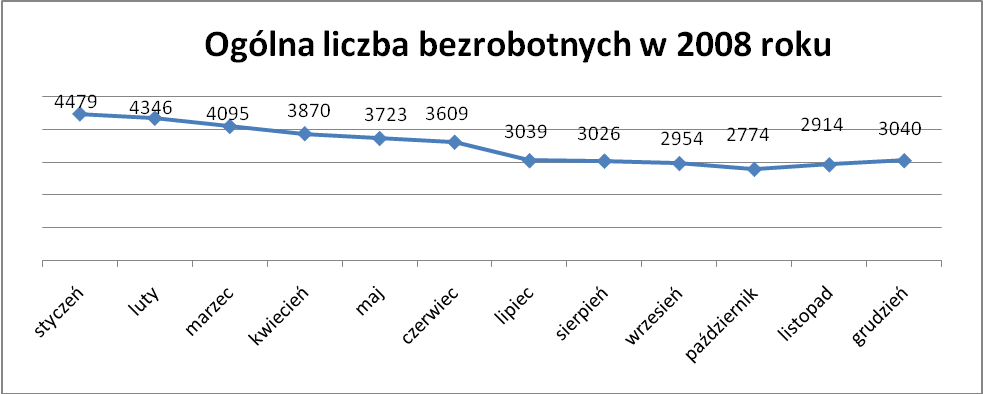 Ogólna liczba bezrobotnych w 2008 roku
4479 4346 4095 3870 3723 3609 3039 3026 2954 2774 2914 3040
styczeń luty marzec kwiecień maj czerwiec lipiec sierpień wrzesień październik listopad grudzień